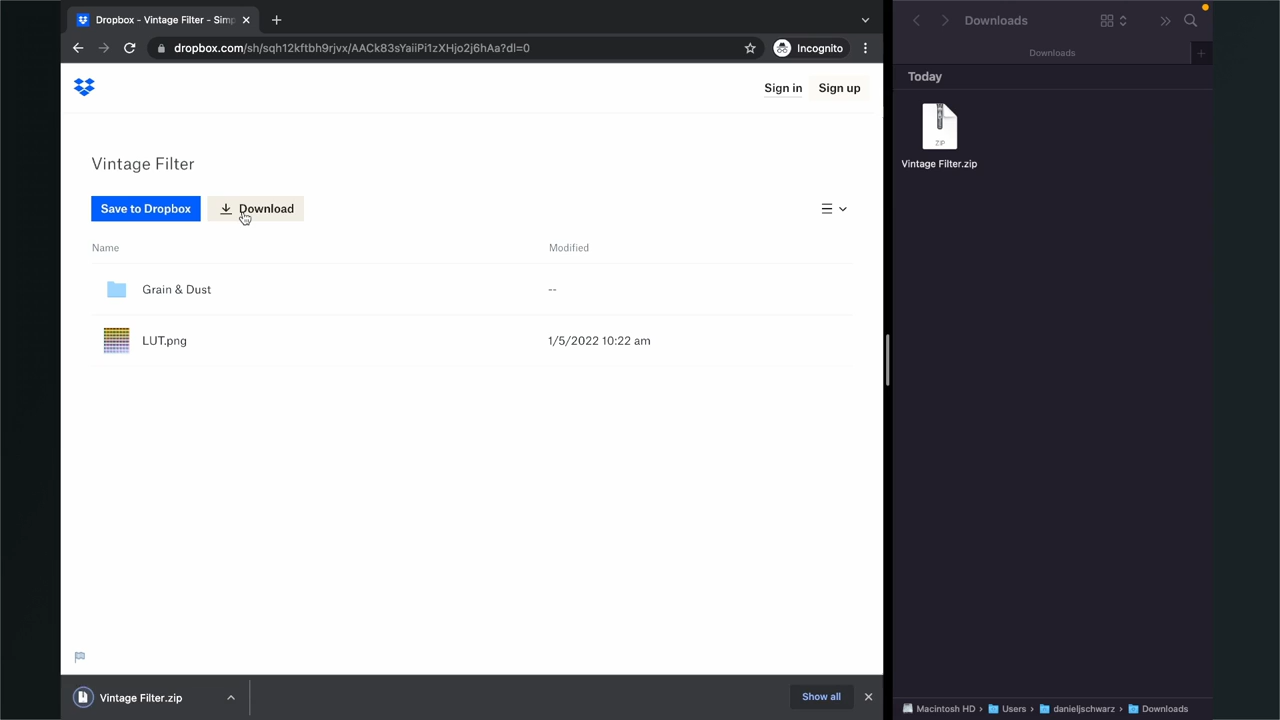 Dropbox - Vintage Filter - Simp
dropbox.com/sh/sqh12kftbh9rjvx/AACk83sYaiiPi1zXHjo2j6hAa?dl=0
Incognito
Sign in
Sign up
Vintage Filter
Save to Dropbox
Download
Name
Modified
Grain & Dust
--
LUT.png
1/5/2022 10:22 am
Vintage Filter.zip
Show all
Downloads
Downloads
Today
ZIP
Vintage Filter.zip
Macintosh HD › Users › danieljschwarz › Downloads